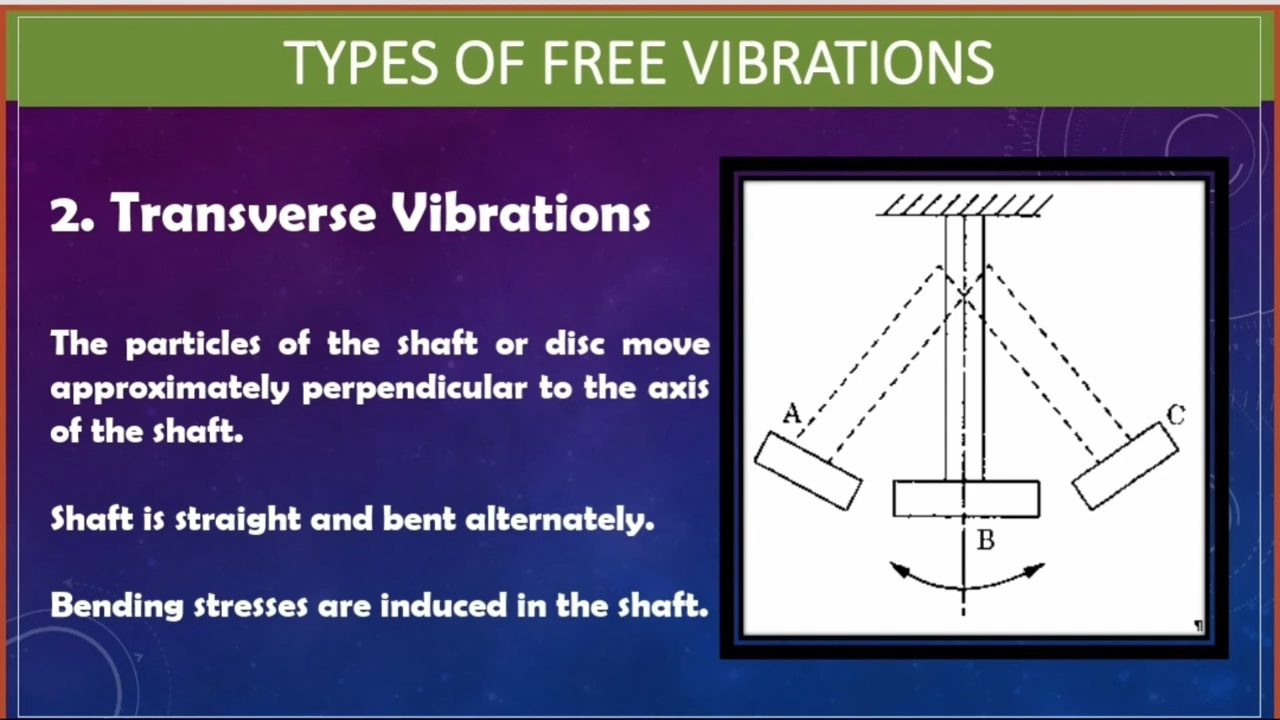 TYPES OF FREE VIBRATIONS
2. Transverse Vibrations
The particles of the shaft or disc move
approximately perpendicular to the axis
of the shaft.
Shaft is straight and bent alternately.
Bending stresses are induced in the shaft.
A
C
B
¶